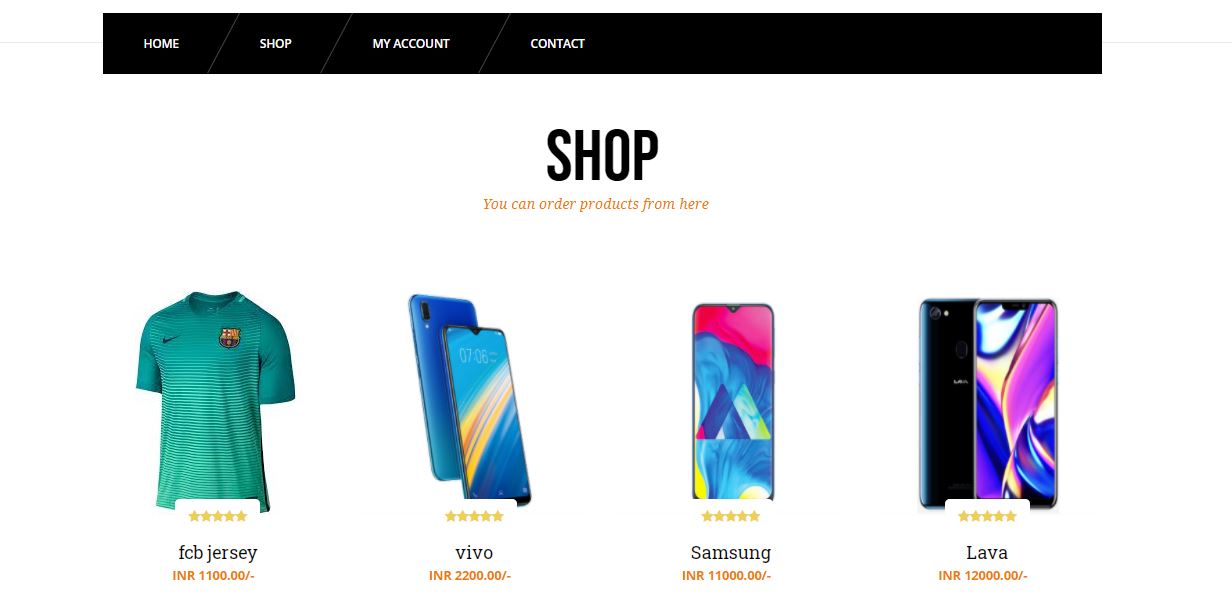 HOME
SHOP
MY ACCOUNT
CONTACT
SHOP
You can order products from here
07:06
LAVA
fcb jersey
INR 1100.00/-
vivo
INR 2200.00/-
Samsung
INR 11000.00/-
Lava
INR 12000.00/-